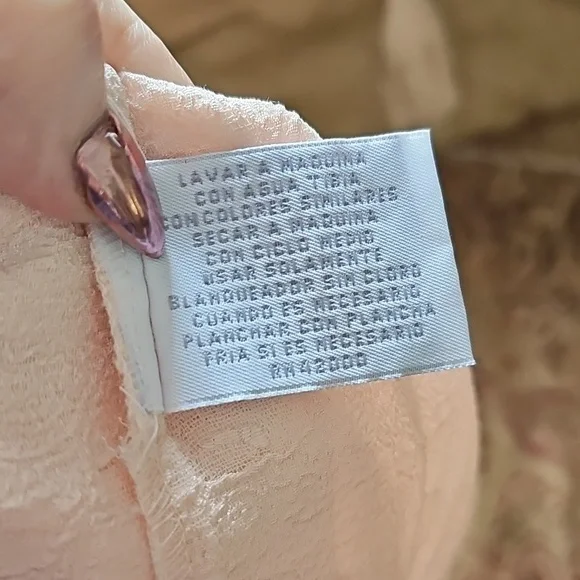 LAVAR A MAQUINA
CON AGUA TIBIA
CON COLORES SIMILARES
SECAR A MAQUINA
CON CICLO MEDIO
USAR SOLAMENTE
BLANQUEADOR SIN CLORO
CUANDO ES NECESARIO
PLANCHAR CON PLANCHA
FRIA SI ES NECESARIO
RN42000